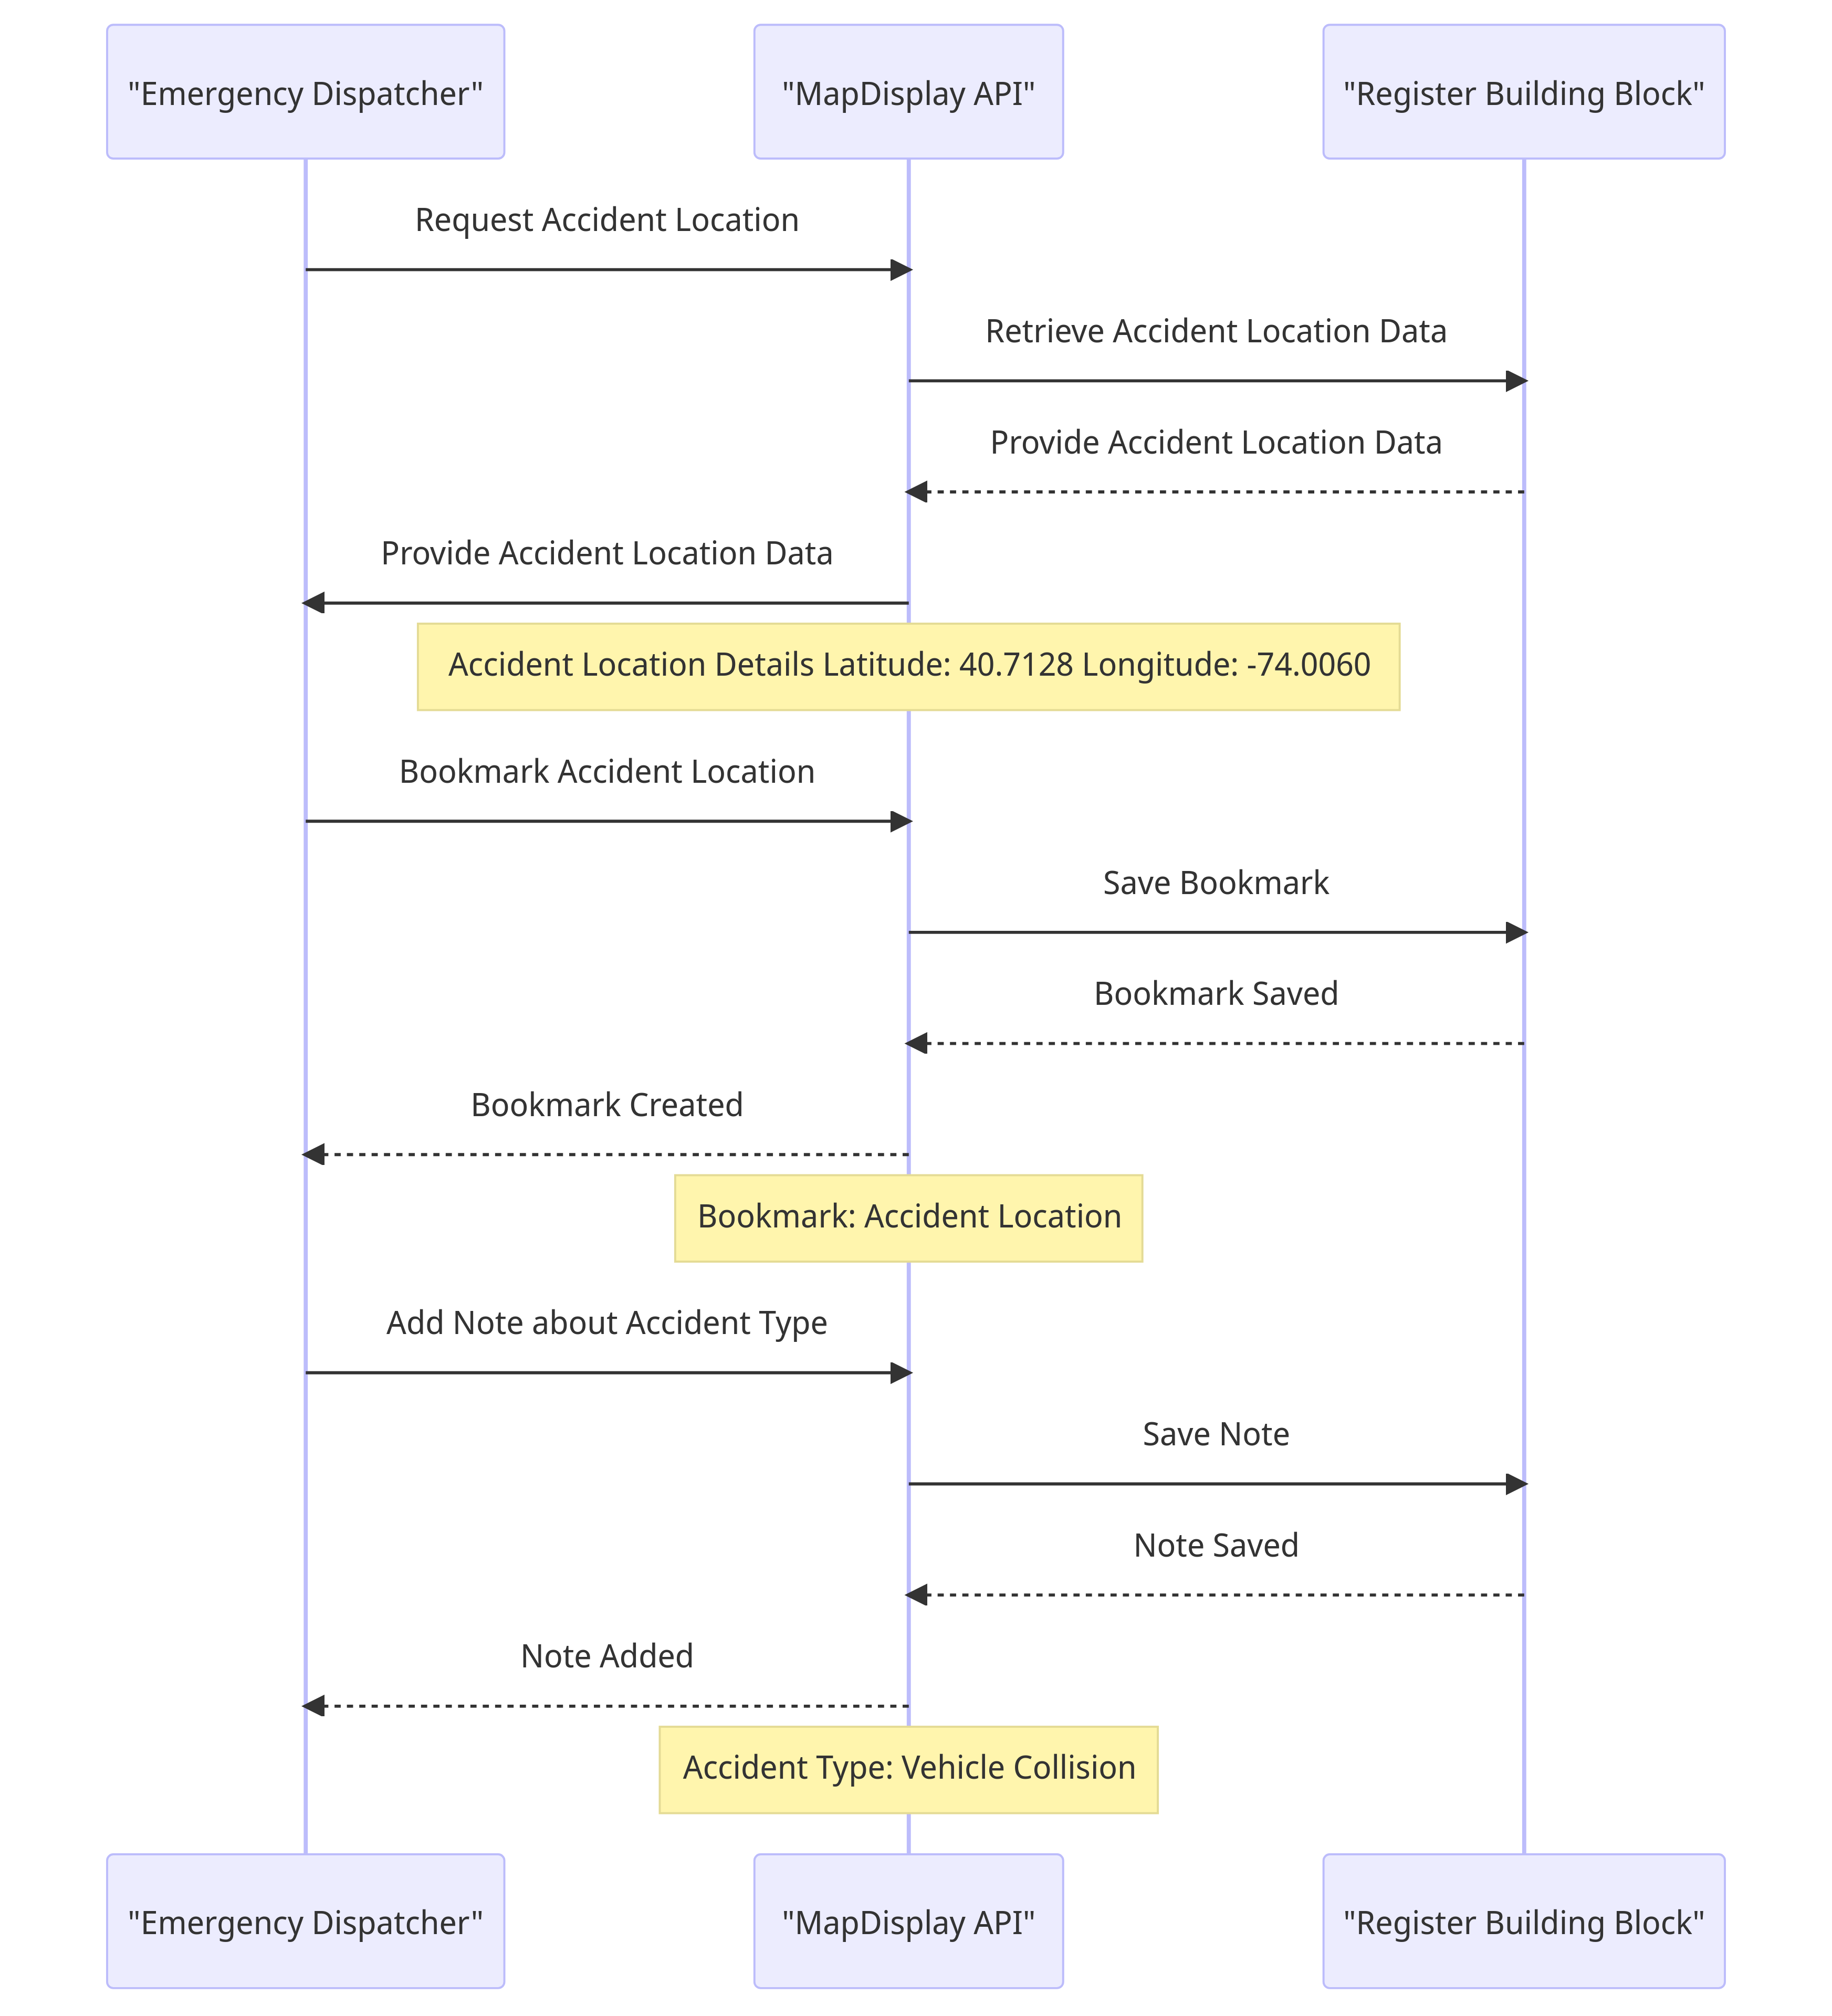 "Emergency Dispatcher"
"MapDisplay API"
"Register Building Block"
Request Accident Location
Retrieve Accident Location Data
Provide Accident Location Data
Provide Accident Location Data
Accident Location Details Latitude: 40.7128 Longitude: -74.0060
Bookmark Accident Location
Save Bookmark
Bookmark Saved
Bookmark Created
Bookmark: Accident Location
Add Note about Accident Type
Save Note
Note Saved
Note Added
Accident Type: Vehicle Collision
"Emergency Dispatcher"
"MapDisplay API"
"Register Building Block"